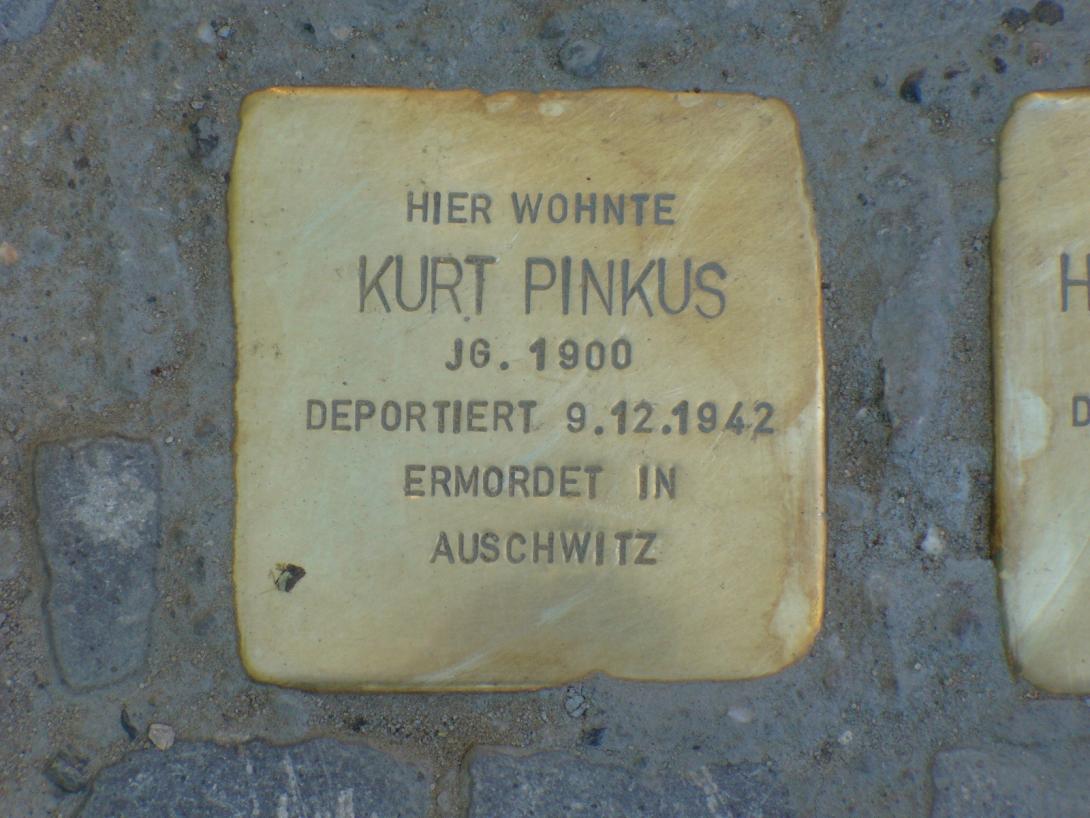 HIER WOHNTE
KURT PINKUS
JG. 1900
DEPORTIERT 9.12.1942
ERMORDET IN
AUSCHWITZ